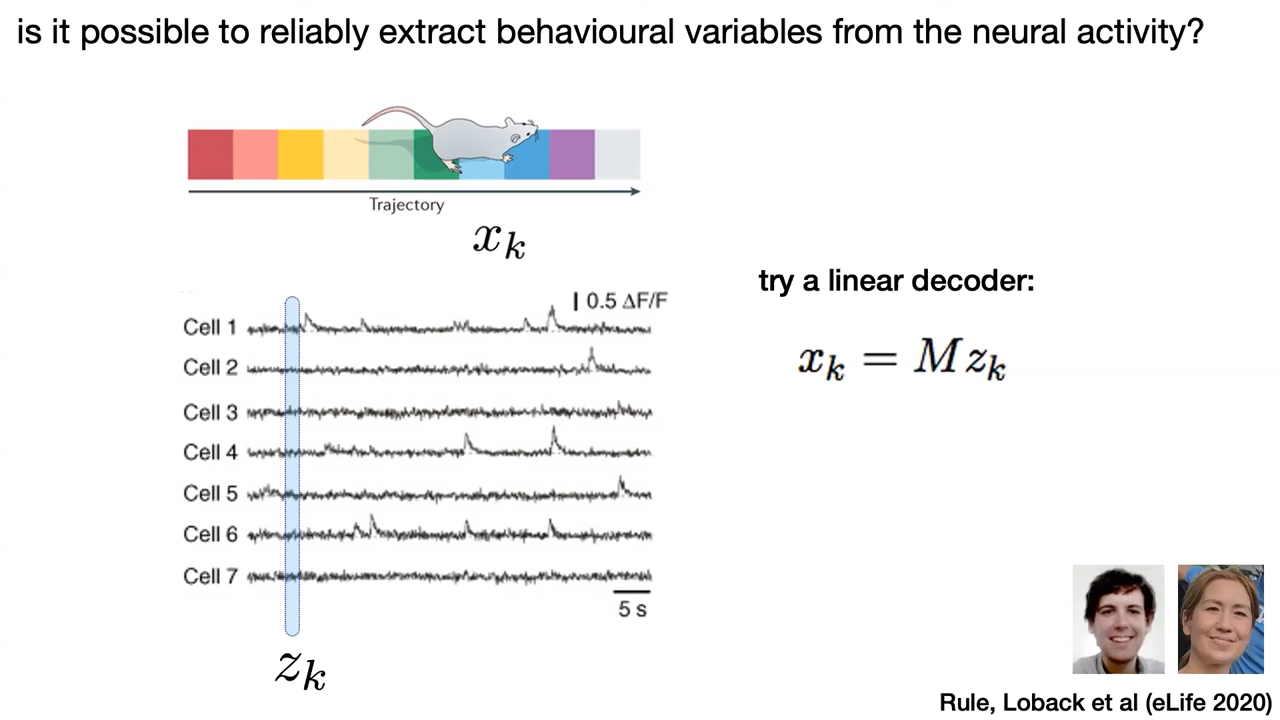 is it possible to reliably extract behavioural variables from the neural activity?
Trajectory
x_k
try a linear decoder:
x_k = M z_k
0.5 ΔF/F
Cell 1
Cell 2
Cell 3
Cell 4
Cell 5
Cell 6
Cell 7
5 s
z_k
Rule, Loback et al (eLife 2020)